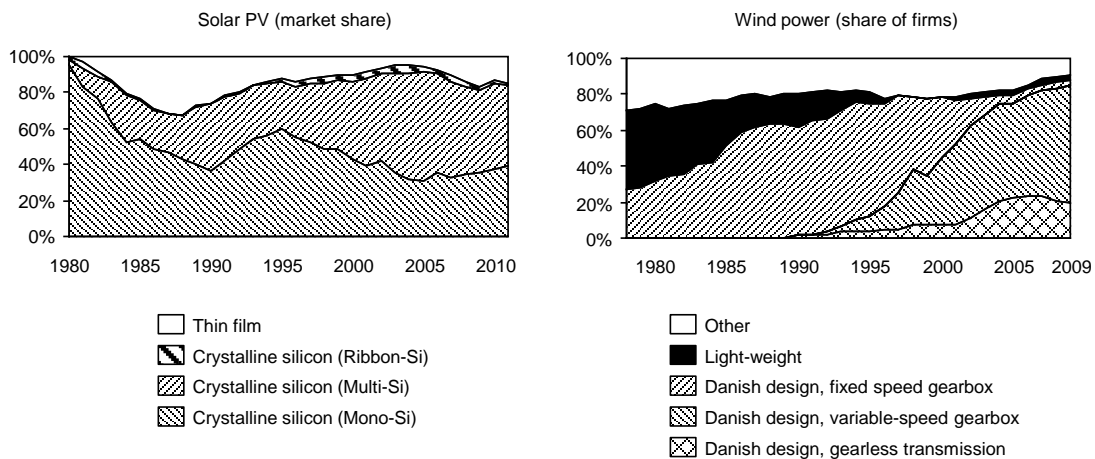 Solar PV (market share)
100%
80%
60%
40%
20%
0%
1980 1985 1990 1995 2000 2005 2010
Thin film
Crystalline silicon (Ribbon-Si)
Crystalline silicon (Multi-Si)
Crystalline silicon (Mono-Si)
Wind power (share of firms)
100%
80%
60%
40%
20%
0%
1980 1985 1990 1995 2000 2005 2009
Other
Light-weight
Danish design, fixed speed gearbox
Danish design, variable-speed gearbox
Danish design, gearless transmission